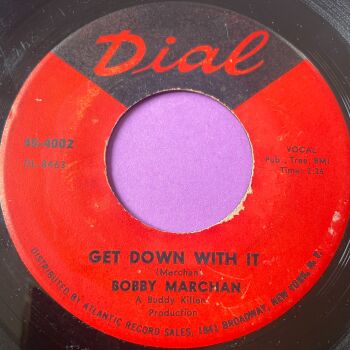 Dial
45-4002
VOCAL
Pub., Tree, BMI
Time: 2:26
GET DOWN WITH IT
(Marchan)
BOBBY MARCHAN
A Buddy Killen
Production
DISTRIBUTED BY ATLANTIC RECORD SALES, 1841 BROADWAY, NEW YORK, N. Y.